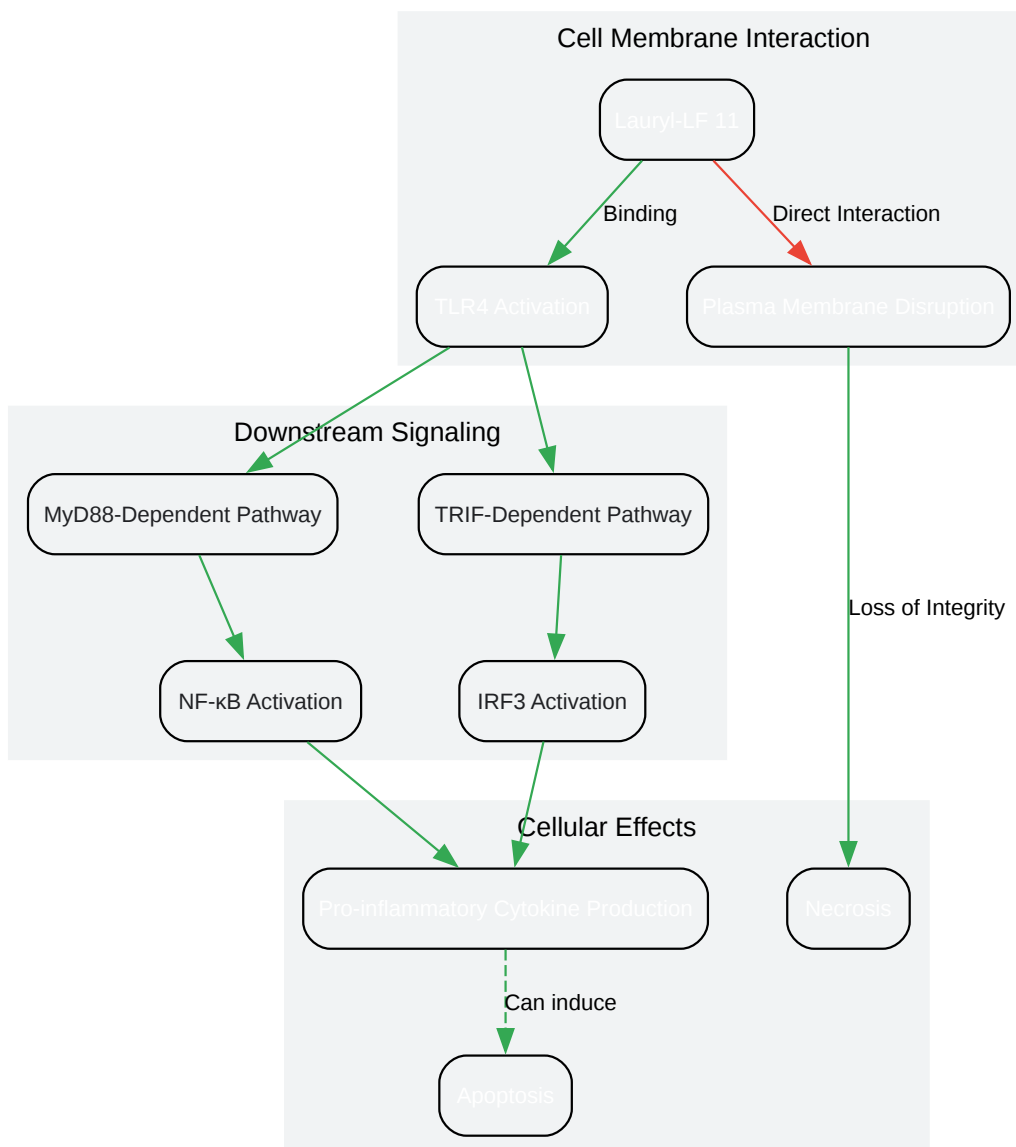 Cell Membrane Interaction
Lauryl-LF 11
Binding
Direct Interaction
TLR4 Activation
Plasma Membrane Disruption
Downstream Signaling
MyD88-Dependent Pathway
TRIF-Dependent Pathway
Loss of Integrity
NF-κB Activation
IRF3 Activation
Cellular Effects
Pro-inflammatory Cytokine Production
Necrosis
Can induce
Apoptosis